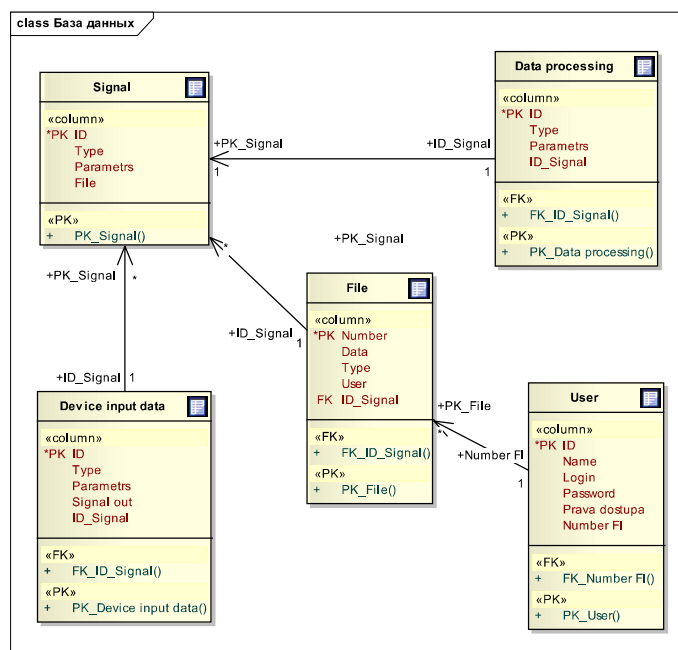 class База данных
Signal
«column»
*PK ID
Type
Parametrs
File
«PK»
+ PK_Signal()
Data processing
«column»
*PK ID
Type
Parametrs
ID_Signal
«FK»
+ FK_ID_Signal()
«PK»
+ PK_Data processing()
+PK_Signal
1
+ID_Signal
1
+PK_Signal
*
+ID_Signal
1
+PK_Signal
*
+ID_Signal
1
File
«column»
*PK Number
Data
Type
User
FK ID_Signal
«FK»
+ FK_ID_Signal()
«PK»
+ PK_File()
+PK_File
*
+Number Fl
1
Device input data
«column»
*PK ID
Type
Parametrs
Signal out
ID_Signal
«FK»
+ FK_ID_Signal()
«PK»
+ PK_Device input data()
User
«column»
*PK ID
Name
Login
Password
Prava dostupa
Number Fl
«FK»
+ FK_Number Fl()
«PK»
+ PK_User()